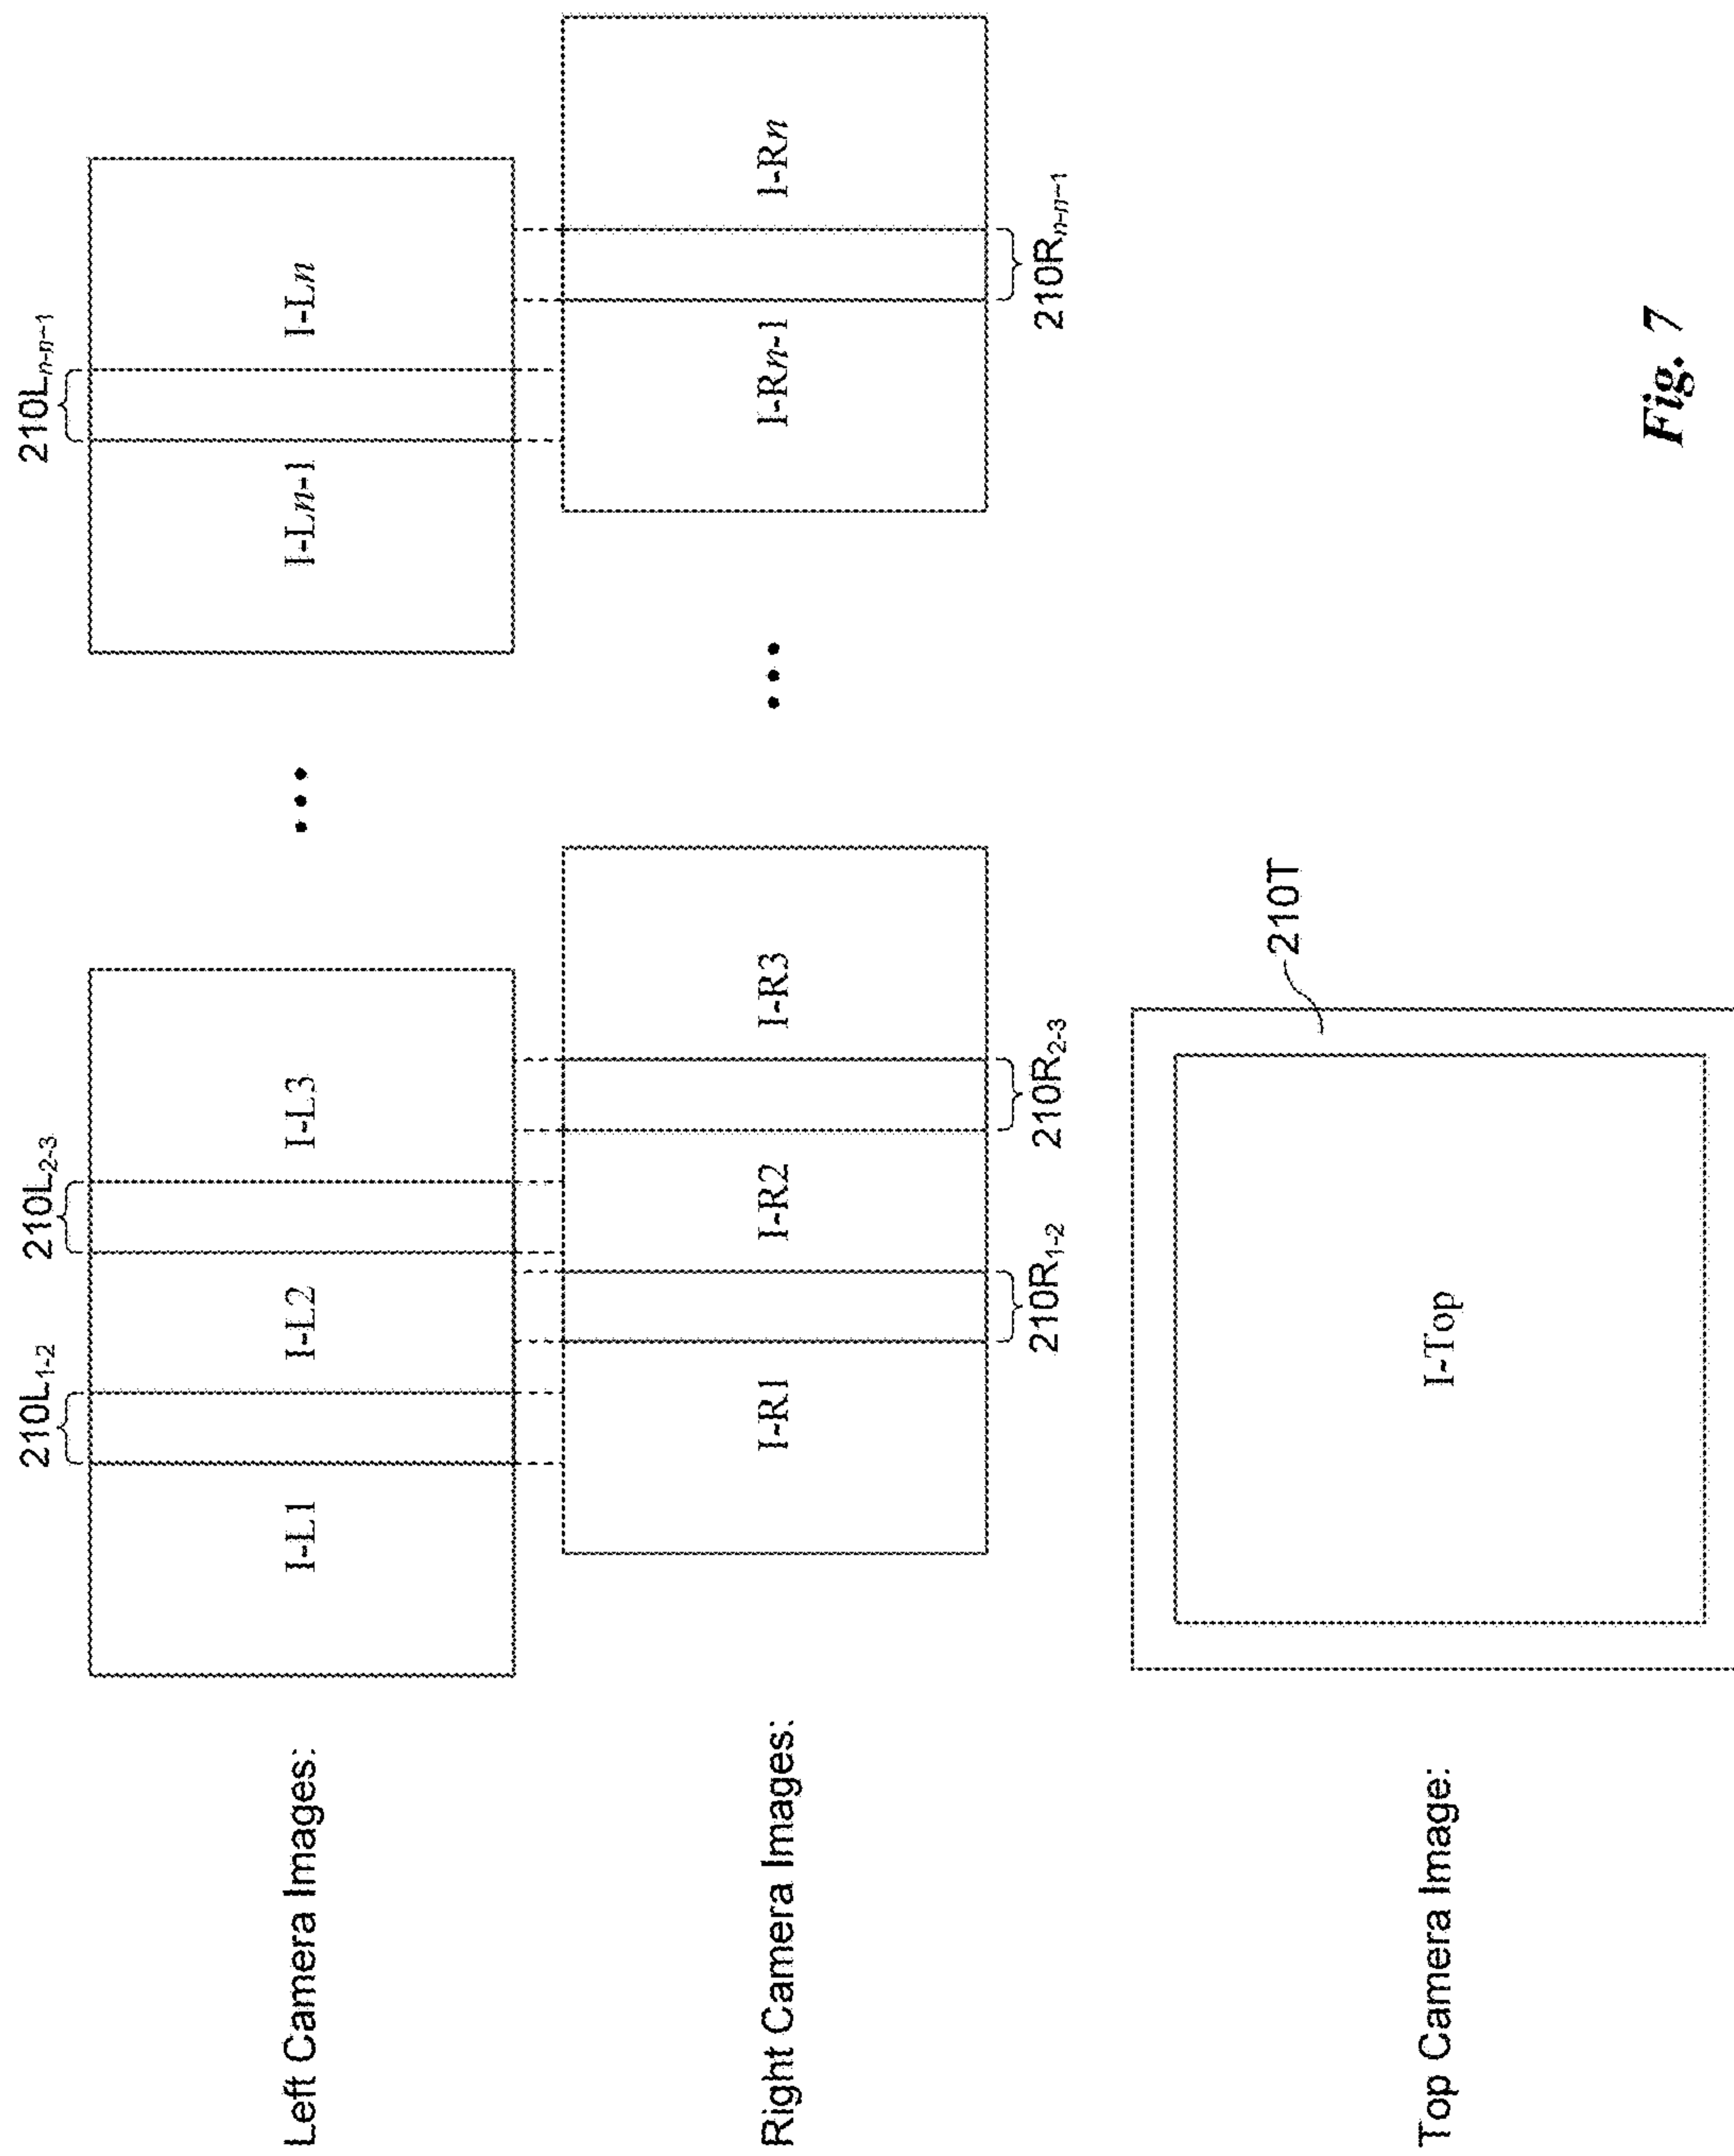 210L1-2
210L2-3
210Ln-n-1
Left Camera Images:
I-L1
I-L2
I-L3
• • •
I-Ln-1
I-Ln
Right Camera Images:
I-R1
I-R2
I-R3
• • •
I-Rn-1
I-Rn
210R1-2
210R2-3
210Rn-n-1
210T
Top Camera Image:
I-Top
Fig. 7